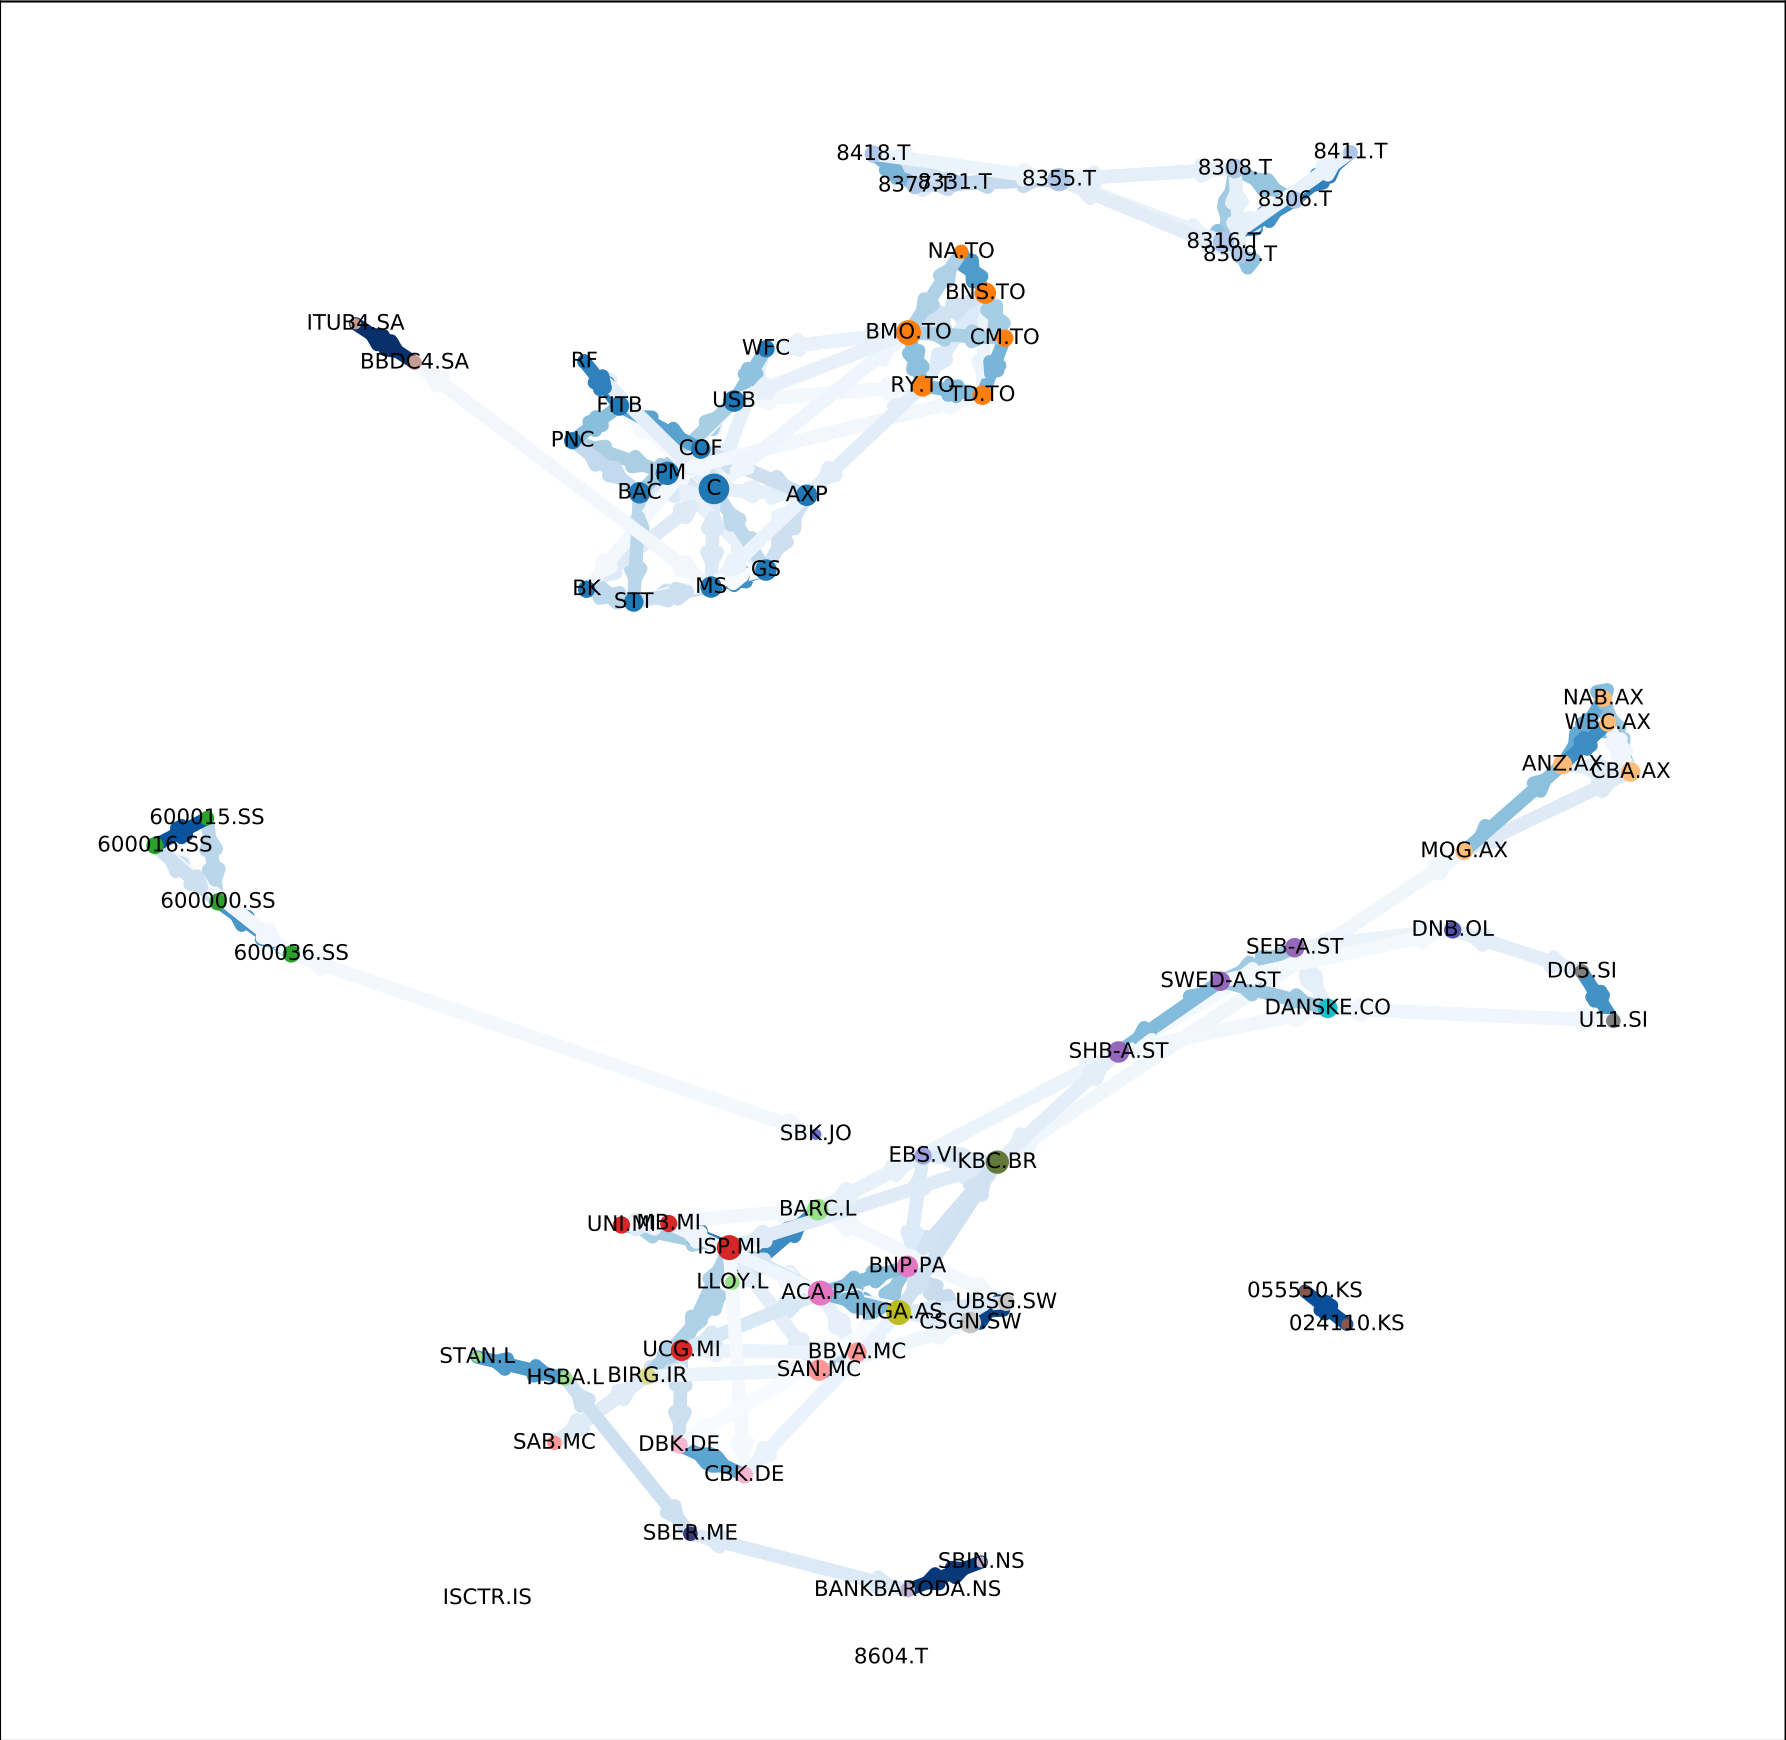 8411.T
8418.T
8308.T
8355.T
8377.T
8331.T
8306.T
8316.T
8309.T
NA.TO
BNS.TO
ITUB4.SA
BMO.TO
CM.TO
WFC
RF
BBDC4.SA
RY.TO
TD.TO
USB
FITB
PNC
COF
JPM
C
BAC
AXP
GS
MS
BK
STT
NAB.AX
WBC.AX
ANZ.AX
CBA.AX
600015.SS
600016.SS
MQG.AX
600000.SS
DNB.OL
SEB-A.ST
600036.SS
D05.SI
SWED-A.ST
DANSKE.CO
U11.SI
SHB-A.ST
SBK.JO
EBS.VI
KBC.BR
BARC.L
UNI.MI
MB.MI
ISP.MI
BNP.PA
LLOY.L
ACA.PA
055550.KS
UBSG.SW
INGA.AS
CSGN.SW
024110.KS
UCG.MI
BBVA.MC
STAN.L
SAN.MC
HSBA.L
BIRG.IR
SAB.MC
DBK.DE
CBK.DE
SBER.ME
SBIN.NS
BANKBARODA.NS
ISCTR.IS
8604.T